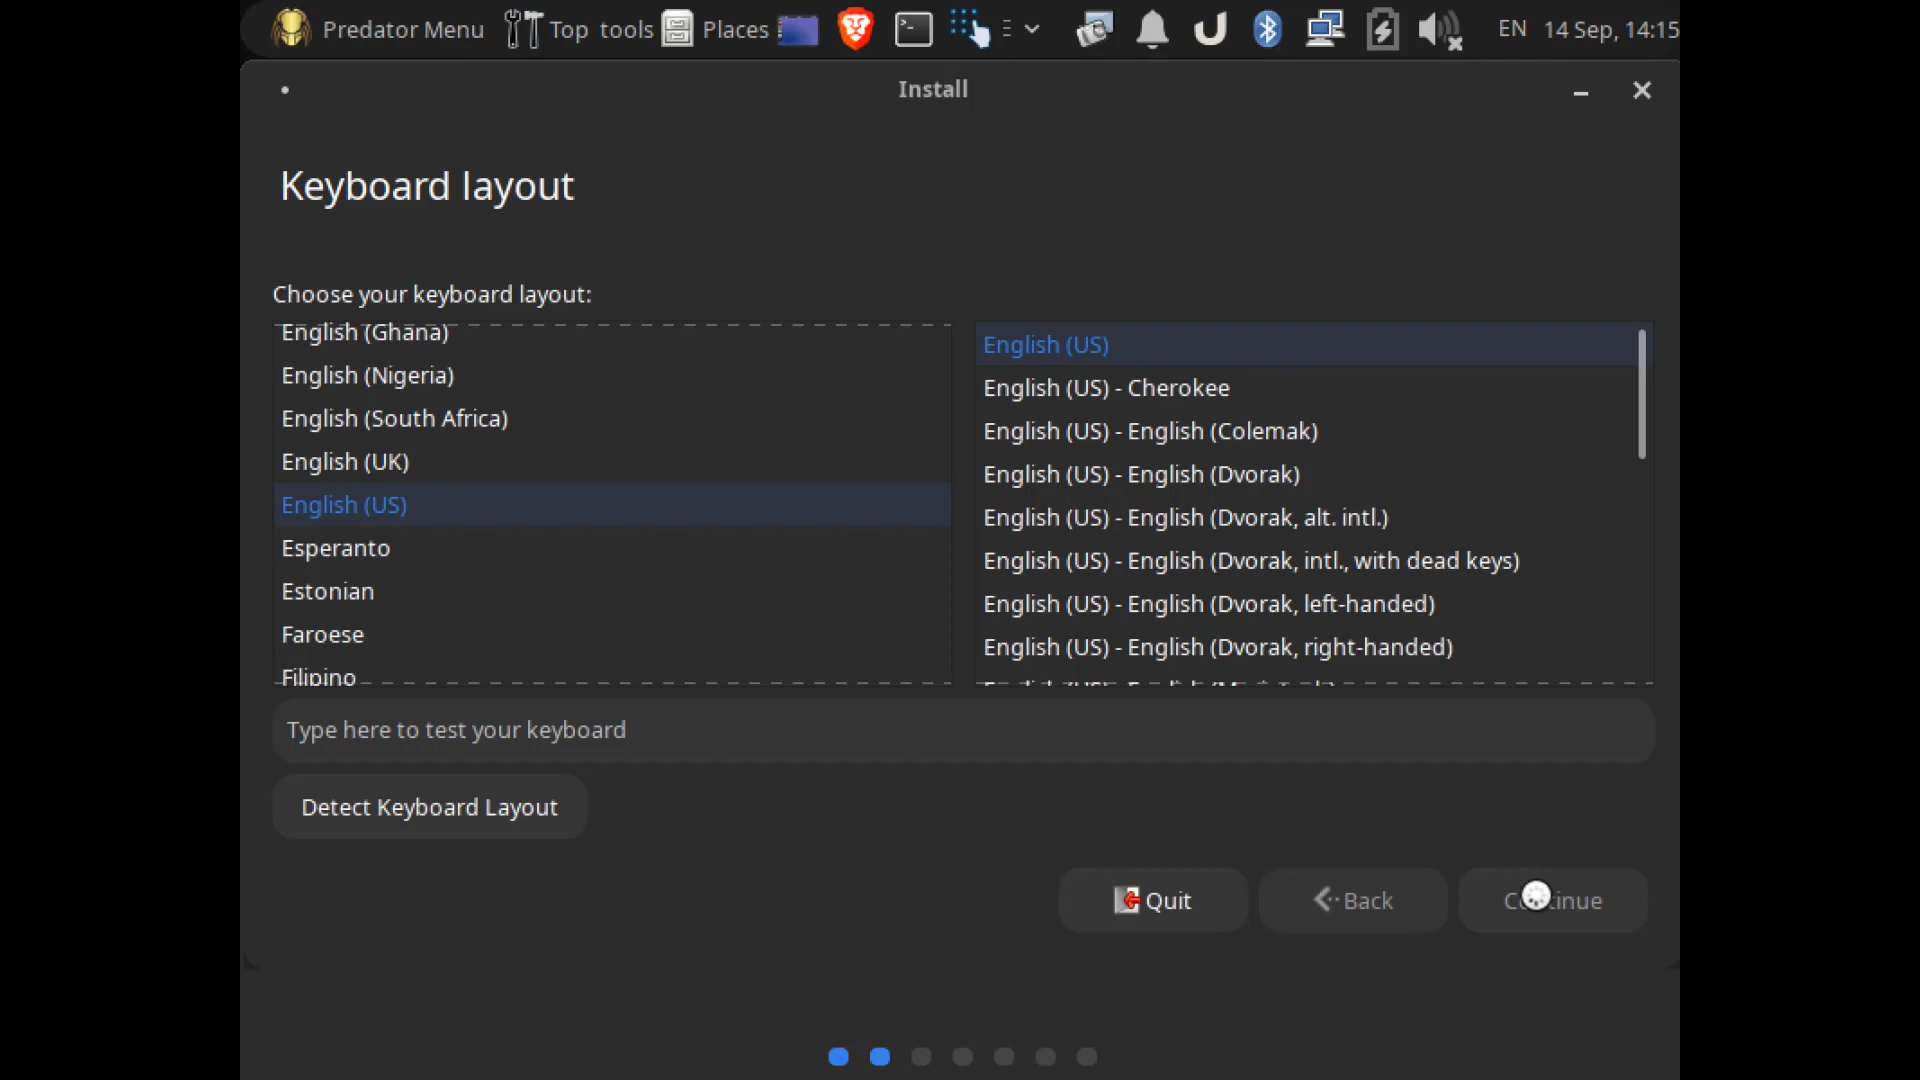 Predator Menu Top tools Places EN 14 Sep, 14:15
Install
Keyboard layout
Choose your keyboard layout:
English (Ghana)
English (Nigeria)
English (South Africa)
English (UK)
English (US)
Esperanto
Estonian
Faroese
Filipino
English (US)
English (US) - Cherokee
English (US) - English (Colemak)
English (US) - English (Dvorak)
English (US) - English (Dvorak, alt. intl.)
English (US) - English (Dvorak, intl., with dead keys)
English (US) - English (Dvorak, left-handed)
English (US) - English (Dvorak, right-handed)
Type here to test your keyboard
Detect Keyboard Layout
Quit Back Continue